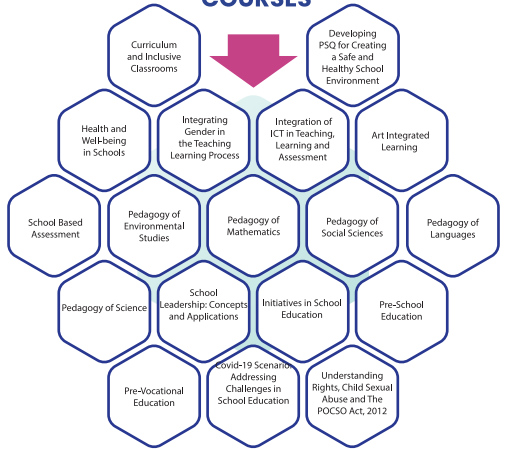 COURSES
Curriculum
and Inclusive
Classrooms
Developing
PSQ for Creating
a Safe and
Healthy School
Environment
Health and
Well-being
in Schools
Integrating
Gender in
the Teaching
Learning Process
Integration of
ICT in Teaching,
Learning and
Assessment
Art Integrated
Learning
School Based
Assessment
Pedagogy of
Environmental
Studies
Pedagogy of
Mathematics
Pedagogy of
Social Sciences
Pedagogy of
Languages
Pedagogy of Science
School
Leadership: Concepts
and Applications
Initiatives in School
Education
Pre-School
Education
Pre-Vocational
Education
Covid-19 Scenario:
Addressing
Challenges in
School Education
Understanding
Rights, Child Sexual
Abuse and The
POCSO Act, 2012